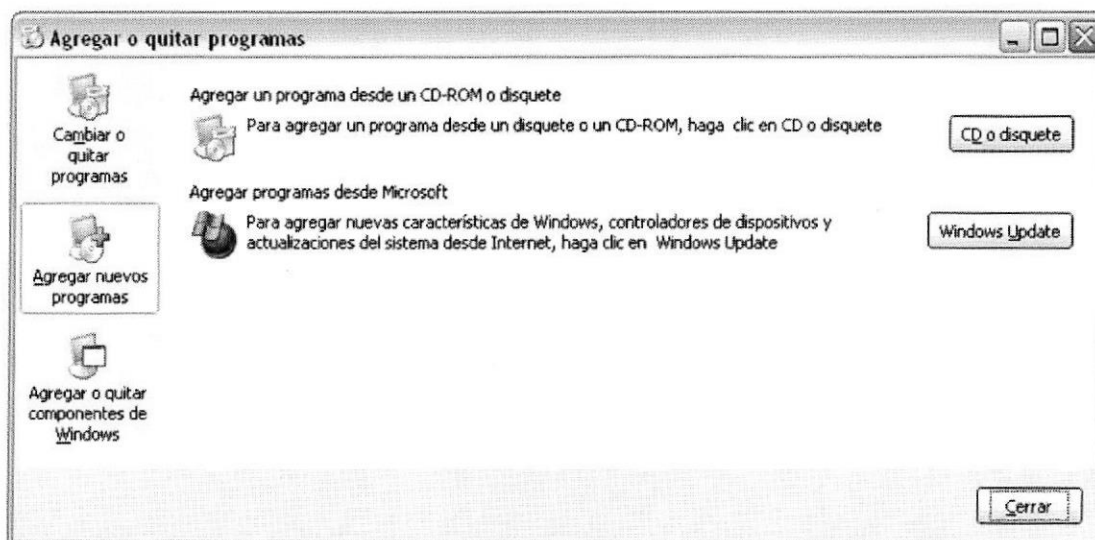 Agregar o quitar programas
Cambiar o
quitar
programas
Agregar nuevos
programas
Agregar o quitar
componentes de
Windows
Agregar un programa desde un CD-ROM o disquete
Para agregar un programa desde un disquete o un CD-ROM, haga clic en CD o disquete
CD o disquete
Agregar programas desde Microsoft
Para agregar nuevas características de Windows, controladores de dispositivos y
actualizaciones del sistema desde Internet, haga clic en Windows Update
Windows Update
Cerrar